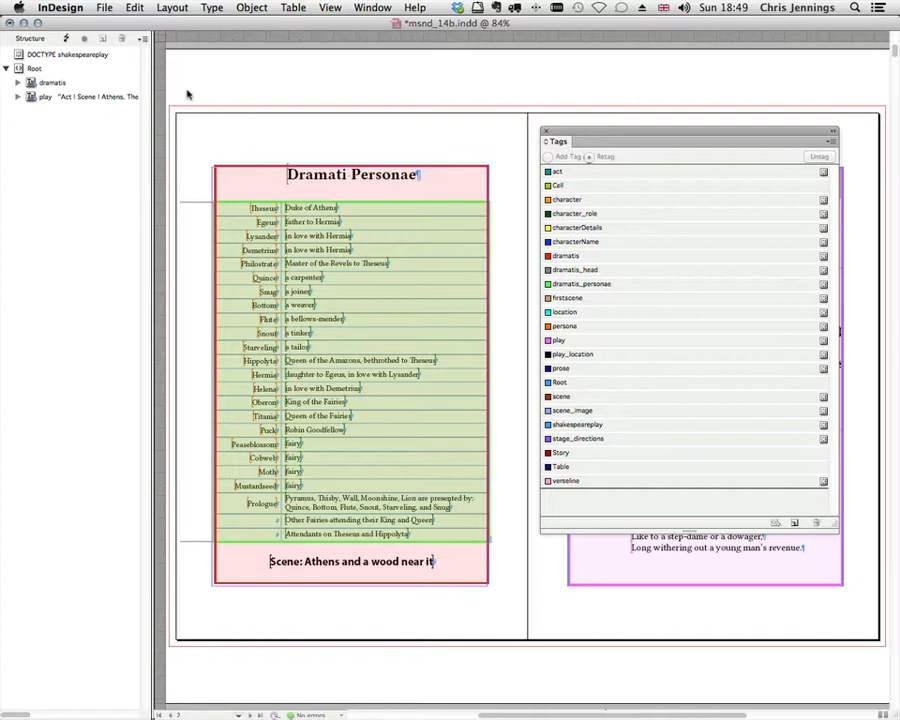 InDesign File Edit Layout Type Object Table View Window Help Sun 18:49 Chris Jennings
*msnd_14b.indd @ 84%
Structure
DOCTYPE shakespeareplay
Root
dramatis
play "Act I Scene I Athens. The
Dramati Personae¶
Theseus Duke of Athens
Egeus father to Hermia
Lysander in love with Hermia
Demetrius in love with Hermia
Philostrate Master of the Revels to Theseus
Quince a carpenter
Snug a joiner
Bottom a weaver
Flute a bellows-mender
Snout a tinker
Starveling a tailor
Hippolyta Queen of the Amazons, bethrothed to Theseus
Hermia daughter to Egeus, in love with Lysander
Helena in love with Demetrius
Oberon King of the Fairies
Titania Queen of the Fairies
Puck Robin Goodfellow
Peaseblossom fairy
Cobweb fairy
Moth fairy
Mustardseed fairy
Prologue Pyramus, Thisby, Wall, Moonshine, Lion are presented by:
Quince, Bottom, Flute, Snout, Starveling, and Snug
Other Fairies attending their King and Queen
Attendants on Theseus and Hippolyta
Scene: Athens and a wood near it
Tags
Add Tag Retag Untag
act
Cell
character
character_role
characterDetails
characterName
dramatis
dramatis_head
dramatis_personae
firstscene
location
persona
play
play_location
prose
Root
scene
scene_image
shakespeareplay
stage_directions
Story
Table
verseline
Like to a step-dame or a dowager,¶
Long withering out a young man's revenue.¶
No errors